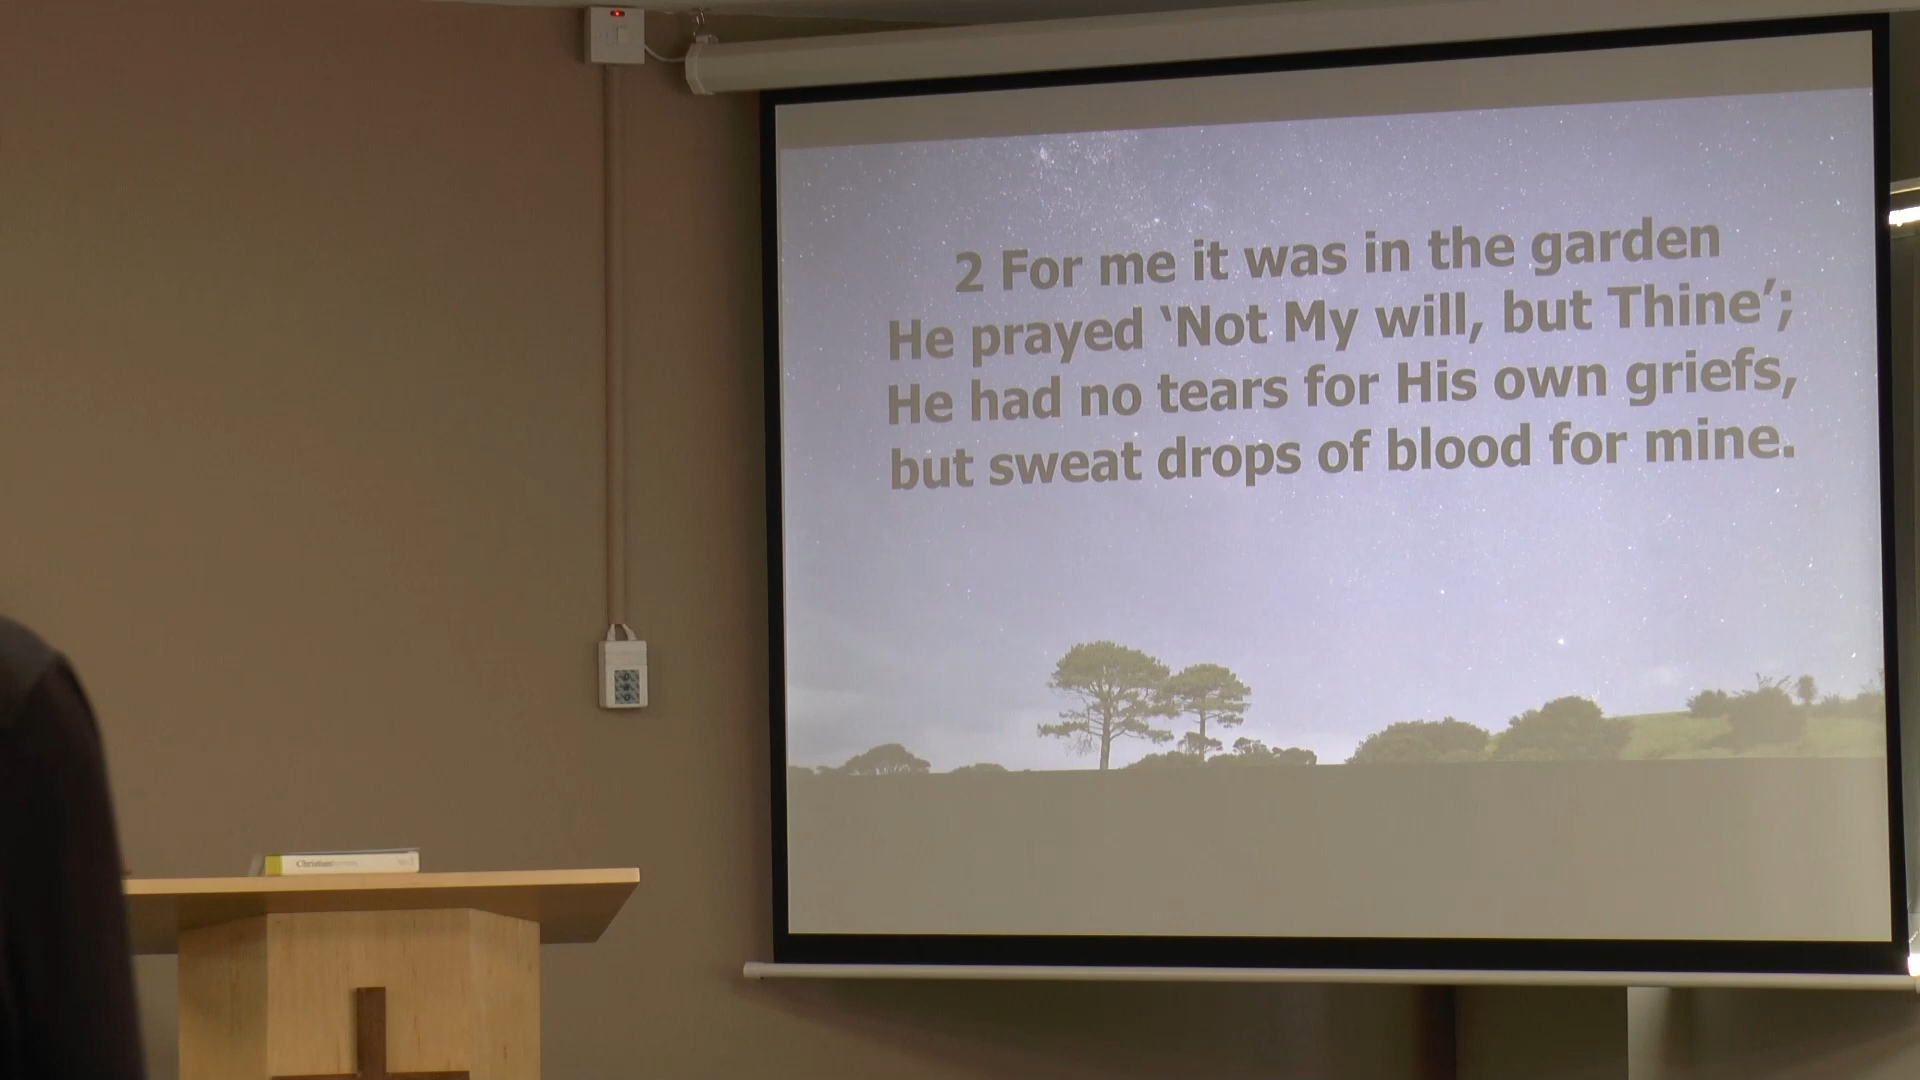 2 For me it was in the garden
He prayed ‘Not My will, but Thine’;
He had no tears for His own griefs,
but sweat drops of blood for mine.
Christian